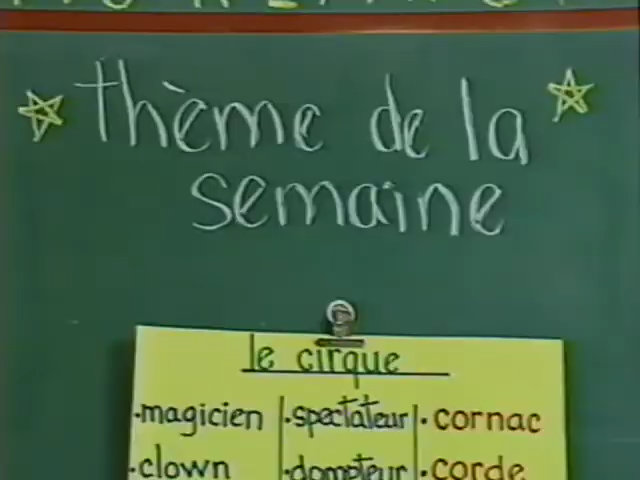 thème de la
semaine
le cirque
·magicien ·spectateur ·cornac
·clown ·dompteur ·corde